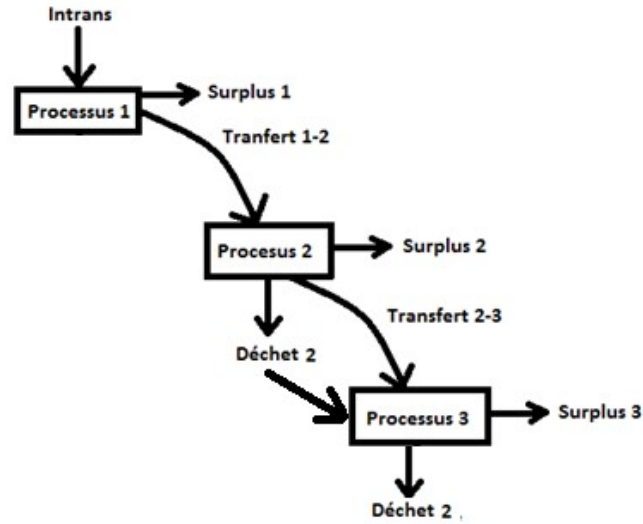 Intrans
Processus 1
Surplus 1
Tranfert 1-2
Procesus 2
Surplus 2
Transfert 2-3
Déchet 2
Processus 3
Surplus 3
Déchet 2